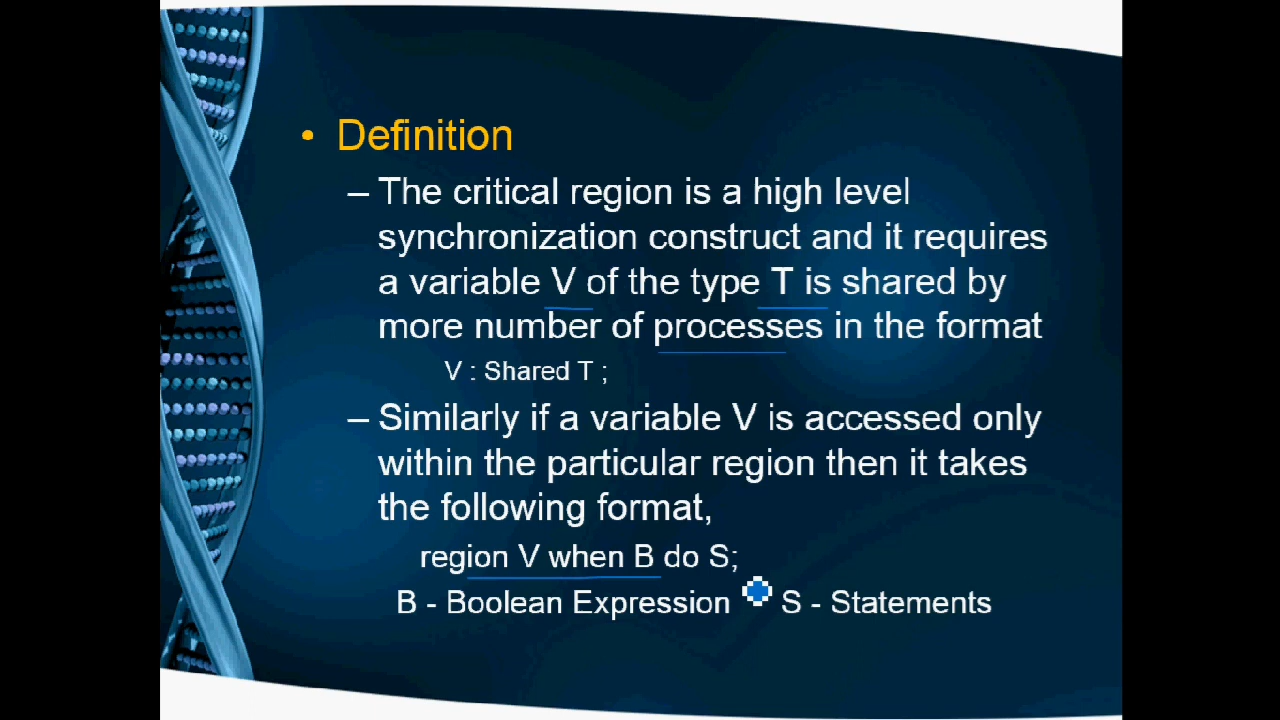 • Definition
– The critical region is a high level
synchronization construct and it requires
a variable V of the type T is shared by
more number of processes in the format
V : Shared T ;
– Similarly if a variable V is accessed only
within the particular region then it takes
the following format,
region V when B do S;
B - Boolean Expression S - Statements